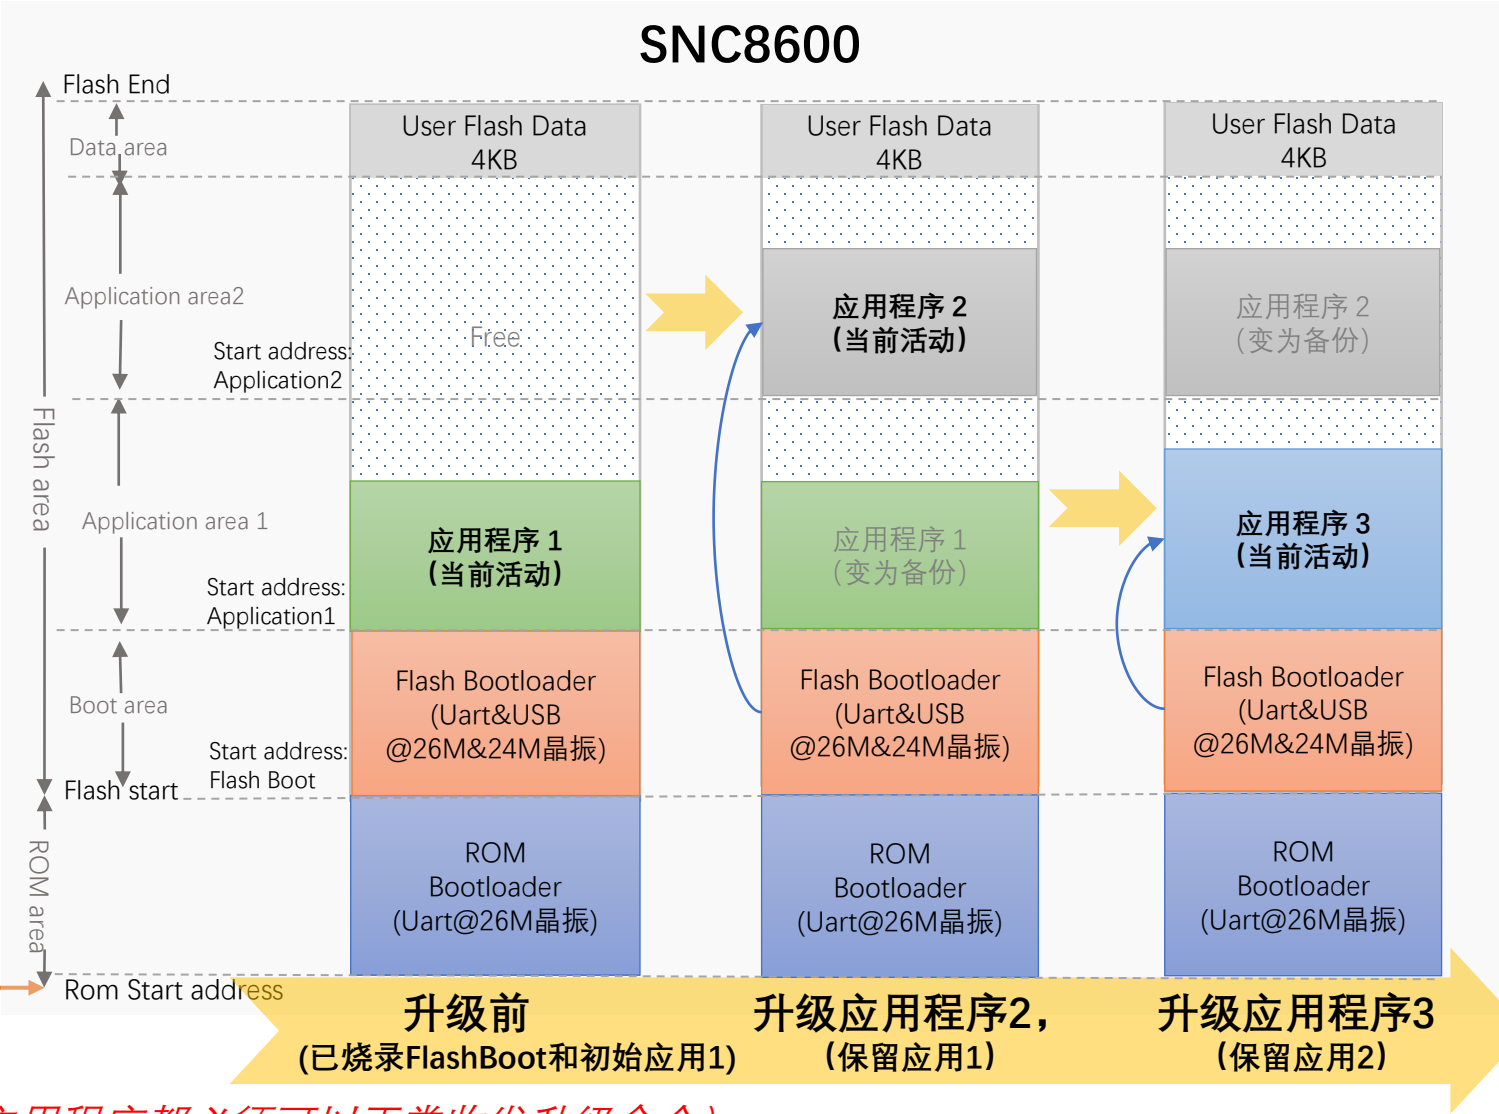 SNC8600
Flash End
Data area
Application area2
Start address:
Application2
Flash area
Application area 1
Start address:
Application1
Boot area
Start address:
Flash Boot
Flash start
ROM area
Rom Start address
User Flash Data
4KB
Free
应用程序 1
(当前活动)
Flash Bootloader
(Uart&USB
@26M&24M晶振)
ROM
Bootloader
(Uart@26M晶振)
User Flash Data
4KB
应用程序 2
(当前活动)
应用程序 1
(变为备份)
Flash Bootloader
(Uart&USB
@26M&24M晶振)
ROM
Bootloader
(Uart@26M晶振)
User Flash Data
4KB
应用程序 2
(变为备份)
应用程序 3
(当前活动)
Flash Bootloader
(Uart&USB
@26M&24M晶振)
ROM
Bootloader
(Uart@26M晶振)
升级前
(已烧录FlashBoot和初始应用1)
升级应用程序2,
(保留应用1)
升级应用程序3
(保留应用2)